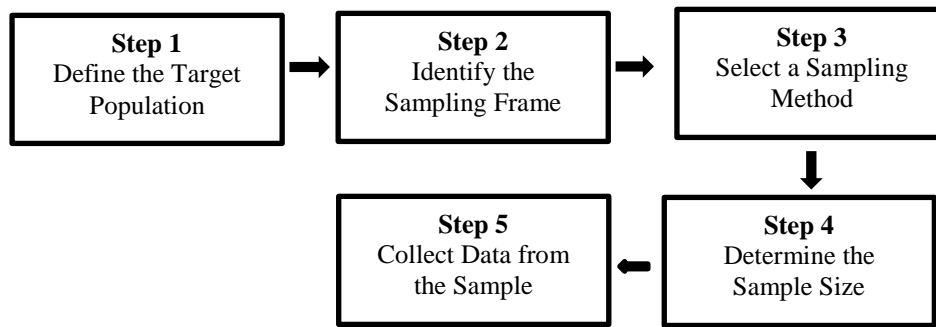 Step 1
Define the Target
Population
Step 2
Identify the
Sampling Frame
Step 3
Select a Sampling
Method
Step 4
Determine the
Sample Size
Step 5
Collect Data from
the Sample